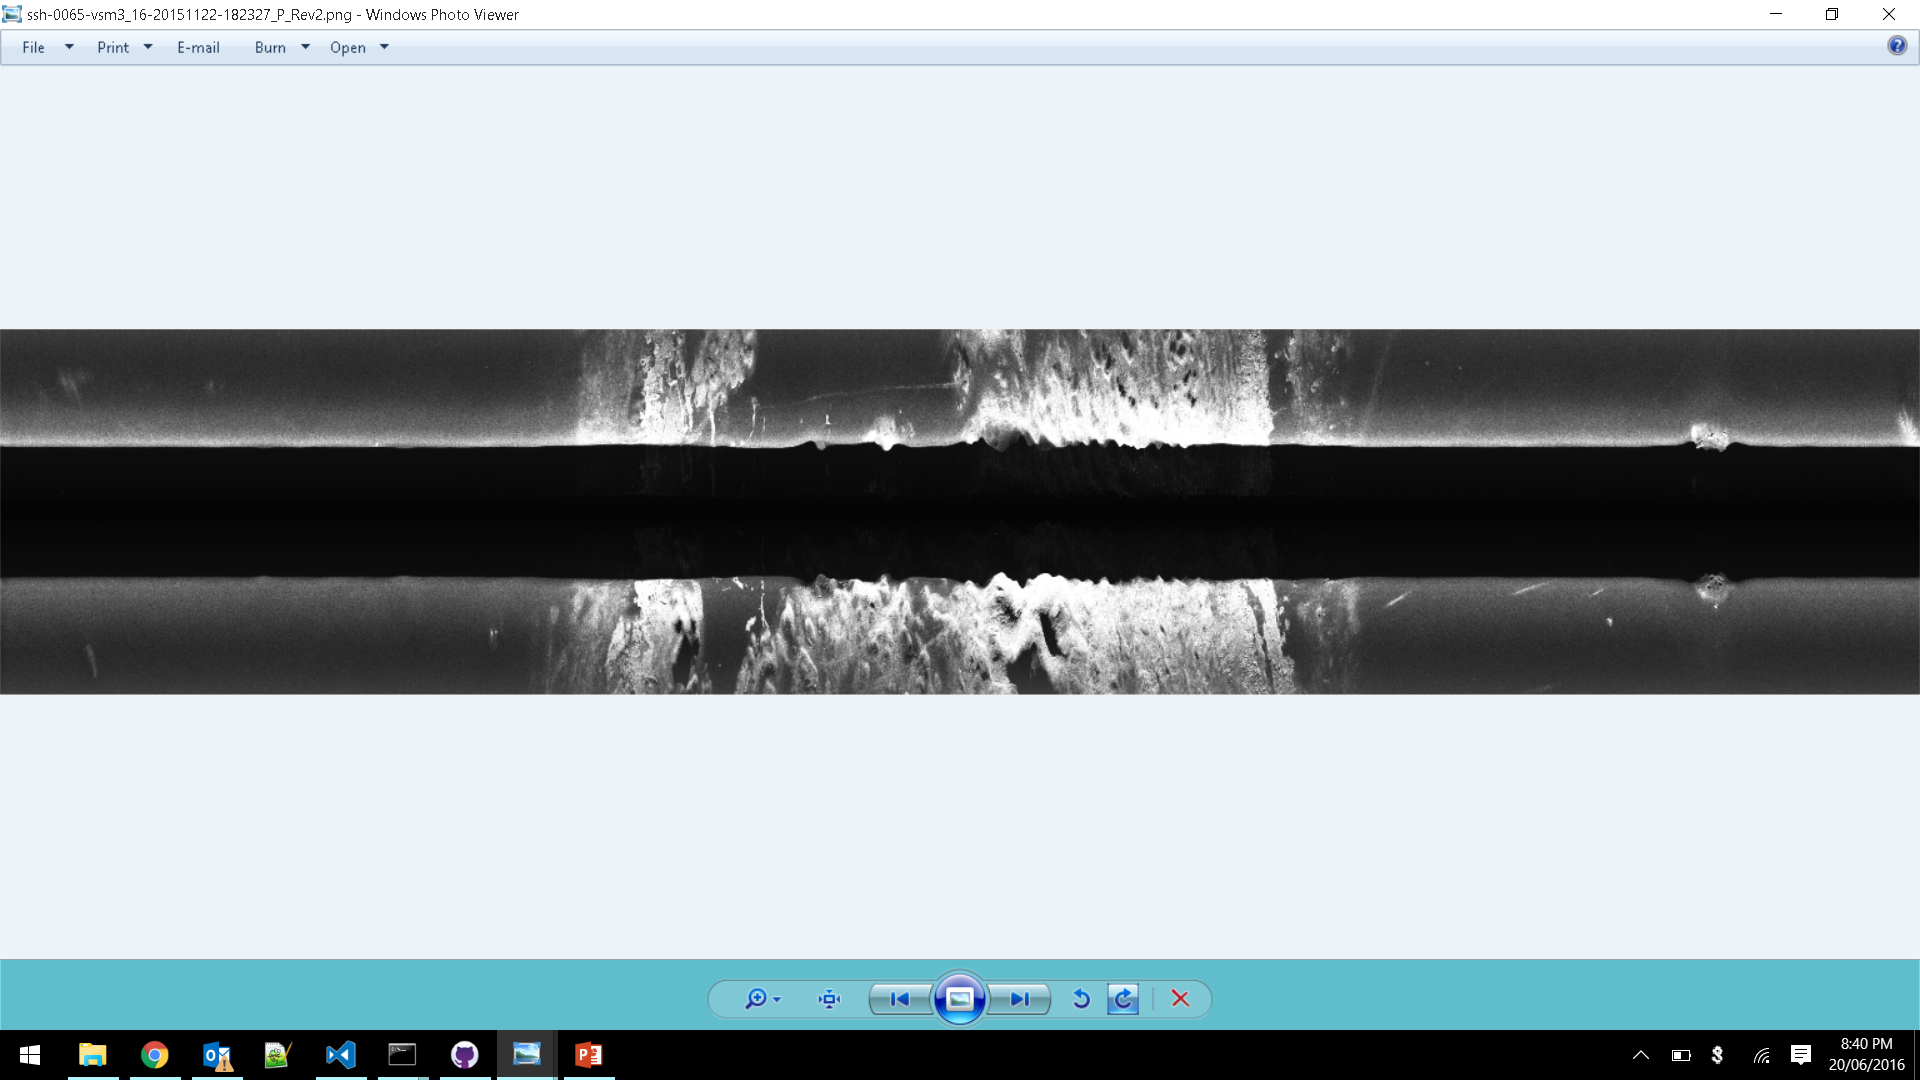 ssh-0065-vsm3_16-20151122-182327_P_Rev2.png - Windows Photo Viewer
File Print E-mail Burn Open
8:40 PM
20/06/2016